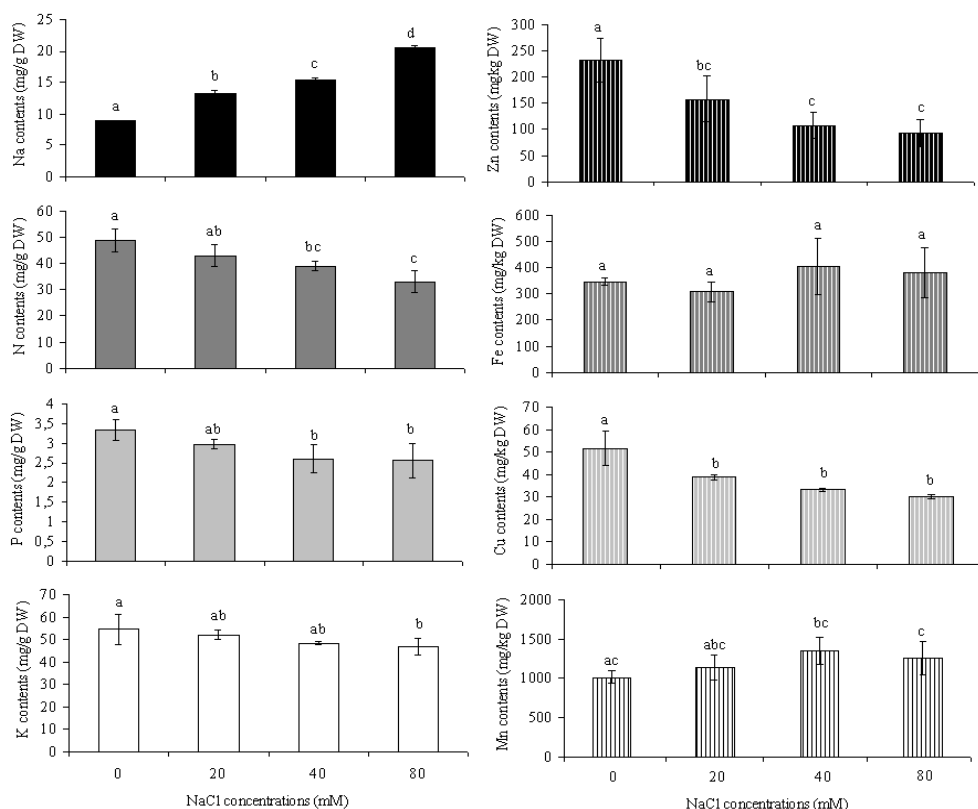 Na contents (mg/g DW)
25
20
15
10
5
0
a
b
c
d
Zn contents (mgkg DW)
300
250
200
150
100
50
0
a
bc
c
c
N contents (mg/g DW)
60
50
40
30
20
10
0
a
ab
bc
c
Fe contents (mg/kg DW)
600
500
400
300
200
100
0
a
a
a
a
P contents (mg/g DW)
4
3,5
3
2,5
2
1,5
1
0,5
0
a
ab
b
b
Cu contents (mg/kg DW)
70
60
50
40
30
20
10
0
a
b
b
b
K contents (mg/g DW)
70
60
50
40
30
20
10
0
a
ab
ab
b
0 20 40 80
NaCl concentrations (mM)
Mn contents (mg/kg DW)
2000
1500
1000
500
0
ac
abc
bc
c
0 20 40 80
NaCl concentrations (mM)